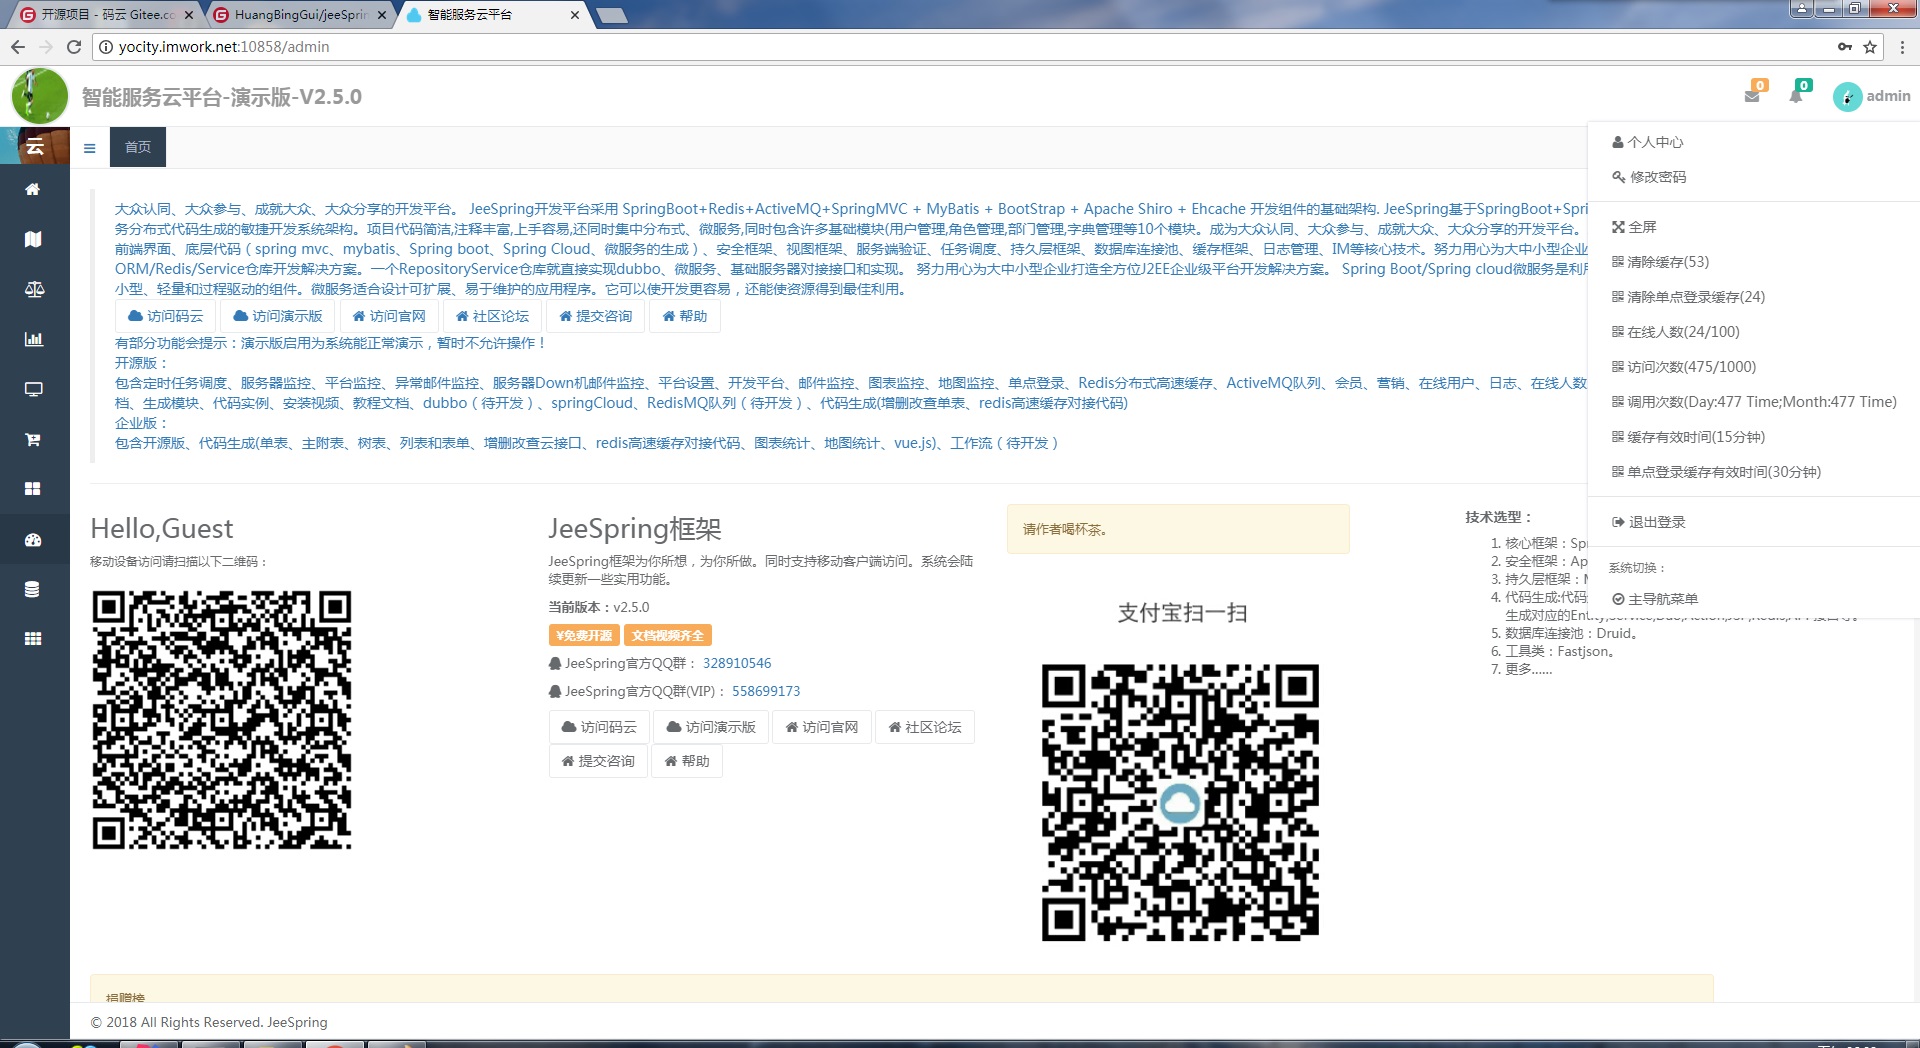 开源项目 - 码云 Gitee.co
HuangBingGui/jeeSprin
智能服务云平台
yocity.imwork.net:10858/admin
智能服务云平台-演示版-V2.5.0
0
0
admin
云
首页
个人中心
修改密码
全屏
清除缓存(53)
清除单点登录缓存(24)
在线人数(24/100)
访问次数(475/1000)
调用次数(Day:477 Time;Month:477 Time)
缓存有效时间(15分钟)
单点登录缓存有效时间(30分钟)
退出登录
系统切换：
主导航菜单
大众认同、大众参与、成就大众、大众分享的开发平台。 JeeSpring开发平台采用 SpringBoot+Redis+ActiveMQ+SpringMVC + MyBatis + BootStrap + Apache Shiro + Ehcache 开发组件的基础架构. JeeSpring基于SpringBoot+Spri
务分布式代码生成的敏捷开发系统架构。项目代码简洁,注释丰富,上手容易,还同时集中分布式、微服务,同时包含许多基础模块(用户管理,角色管理,部门管理,字典管理等10个模块。成为大众认同、大众参与、成就大众、大众分享的开发平台。
前端界面、底层代码（spring mvc、mybatis、Spring boot、Spring Cloud、微服务的生成）、安全框架、视图框架、服务端验证、任务调度、持久层框架、数据库连接池、缓存框架、日志管理、IM等核心技术。努力用心为大中小型企业
ORM/Redis/Service仓库开发解决方案。一个RepositoryService仓库就直接实现dubbo、微服务、基础服务器对接接口和实现。 努力用心为大中小型企业打造全方位J2EE企业级平台开发解决方案。 Spring Boot/Spring cloud微服务是利用
小型、轻量和过程驱动的组件。微服务适合设计可扩展、易于维护的应用程序。它可以使开发更容易，还能使资源得到最佳利用。
访问码云 访问演示版 访问官网 社区论坛 提交咨询 帮助
有部分功能会提示：演示版启用为系统能正常演示，暂时不允许操作！
开源版：
包含定时任务调度、服务器监控、平台监控、异常邮件监控、服务器Down机邮件监控、平台设置、开发平台、邮件监控、图表监控、地图监控、单点登录、Redis分布式高速缓存、ActiveMQ队列、会员、营销、在线用户、日志、在线人数
档、生成模块、代码实例、安装视频、教程文档、dubbo（待开发）、springCloud、RedisMQ队列（待开发）、代码生成(增删改查单表、redis高速缓存对接代码)
企业版：
包含开源版、代码生成(单表、主附表、树表、列表和表单、增删改查云接口、redis高速缓存对接代码、图表统计、地图统计、vue.js)、工作流（待开发）
Hello,Guest
移动设备访问请扫描以下二维码：
JeeSpring框架
JeeSpring框架为你所想，为你所做。同时支持移动客户端访问。系统会陆
续更新一些实用功能。
当前版本：v2.5.0
¥免费开源 文档视频齐全
JeeSpring官方QQ群： 328910546
JeeSpring官方QQ群(VIP)： 558699173
访问码云 访问演示版 访问官网 社区论坛
提交咨询 帮助
请作者喝杯茶。
支付宝扫一扫
技术选型：
1. 核心框架：Spr
2. 安全框架：Ap
3. 持久层框架：M
4. 代码生成:代码
生成对应的Entity,Service,Dao,Action,JSP,Redis,API接口等。
5. 数据库连接池：Druid。
6. 工具类：Fastjson。
7. 更多......
捐赠榜
© 2018 All Rights Reserved. JeeSpring